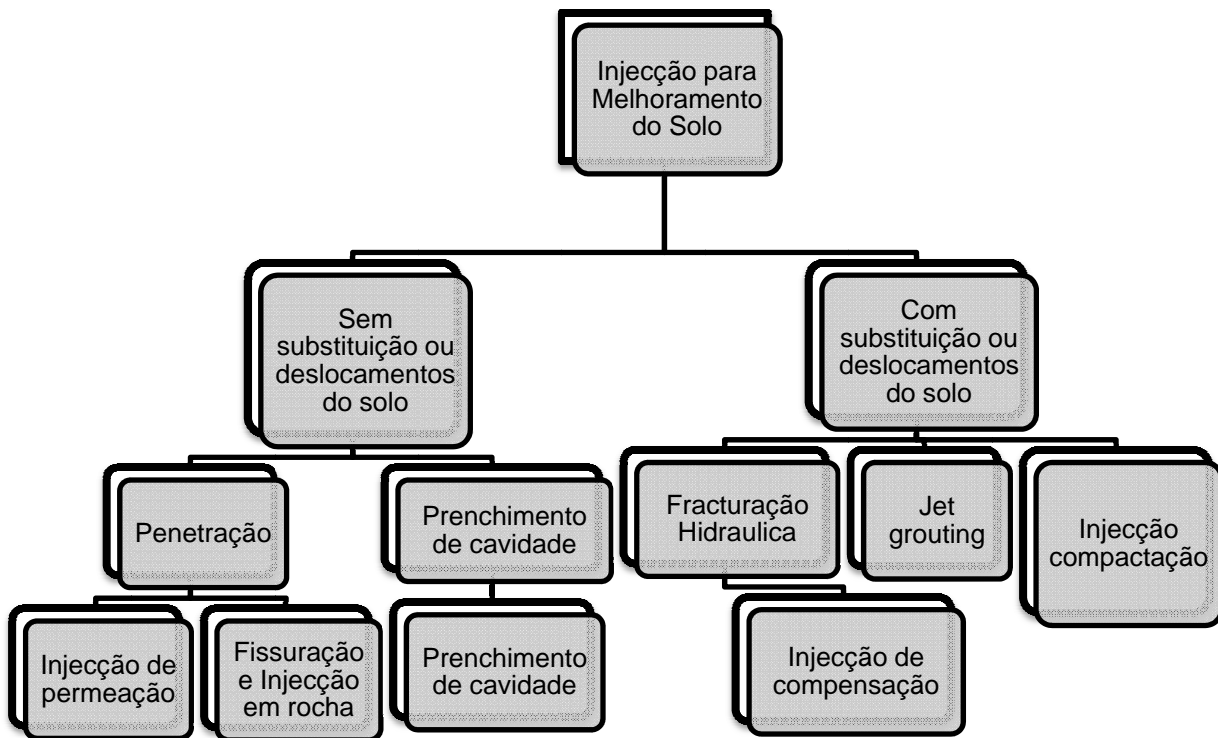 Injecção para
Melhoramento
do Solo
Sem
substituição ou
deslocamentos
do solo
Com
substituição ou
deslocamentos
do solo
Penetração
Prenchimento
de cavidade
Fracturação
Hidraulica
Jet
grouting
Injecção
compactação
Injecção de
permeação
Fissuração
e Injecção
em rocha
Prenchimento
de cavidade
Injecção de
compensação